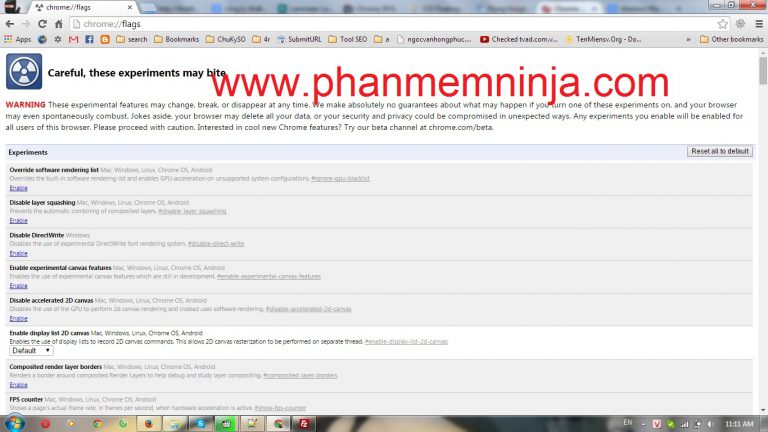 chrome://flags
chrome://flags
Apps
search
Bookmarks
ChuKySO
4r
SubmitURL
Tool SEO
ngocvanhongphuc....
Checked tvad.com.v...
TenMiensv.Org - Do...
»
Other bookmarks
Careful, these experiments may bite
www.phanmemninja.com
WARNING These experimental features may change, break, or disappear at any time. We make absolutely no guarantees about what may happen if you turn one of these experiments on, and your browser
may even spontaneously combust. Jokes aside, your browser may delete all your data, or your security and privacy could be compromised in unexpected ways. Any experiments you enable will be enabled for
all users of this browser. Please proceed with caution. Interested in cool new Chrome features? Try our beta channel at chrome.com/beta.
Experiments
Reset all to default
Override software rendering list Mac, Windows, Linux, Chrome OS, Android
Overrides the built-in software rendering list and enables GPU-acceleration on unsupported system configurations. #ignore-gpu-blacklist
Enable
Disable layer squashing Mac, Windows, Linux, Chrome OS, Android
Prevents the automatic combining of composited layers. #disable_layer_squashing
Enable
Disable DirectWrite Windows
Disables the use of experimental DirectWrite font rendering system. #disable-direct-write
Enable
Enable experimental canvas features Mac, Windows, Linux, Chrome OS, Android
Enables the use of experimental canvas features which are still in development. #enable-experimental-canvas-features
Enable
Disable accelerated 2D canvas Mac, Windows, Linux, Chrome OS, Android
Disables the use of the GPU to perform 2d canvas rendering and instead uses software rendering. #disable-accelerated-2d-canvas
Enable
Enable display list 2D canvas Mac, Windows, Linux, Chrome OS, Android
Enables the use of display lists to record 2D canvas commands. This allows 2D canvas rasterization to be performed on separate thread. #enable-display-list-2d-canvas
Default
Composited render layer borders Mac, Windows, Linux, Chrome OS, Android
Renders a border around composited Render Layers to help debug and study layer compositing. #composited-layer-borders
Enable
FPS counter Mac, Windows, Linux, Chrome OS, Android
Shows a page's actual frame rate, in frames per second, when hardware acceleration is active. #show-fps-counter
EN
11:11 AM